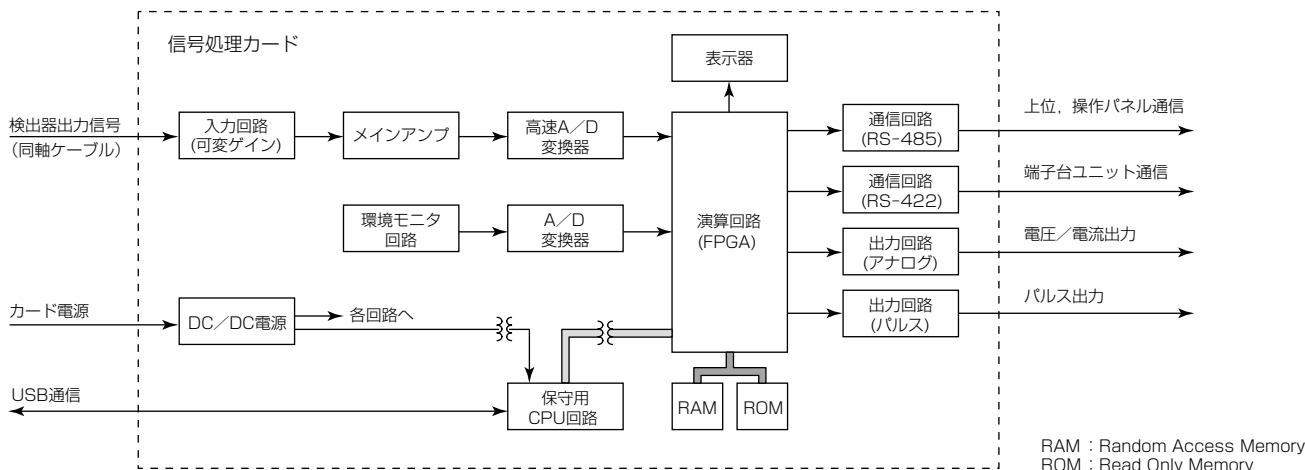 信号処理カード
表示器
検出器出力信号
(同軸ケーブル)
入力回路
(可変ゲイン)
メインアンプ
高速A/D
変換器
通信回路
(RS-485)
上位，操作パネル通信
環境モニタ
回路
A/D
変換器
演算回路
(FPGA)
通信回路
(RS-422)
端子台ユニット通信
出力回路
(アナログ)
電圧/電流出力
カード電源
DC/DC電源
各回路へ
出力回路
(パルス)
パルス出力
USB通信
保守用
CPU回路
RAM
ROM
RAM：Random Access Memory
ROM：Read Only Memory